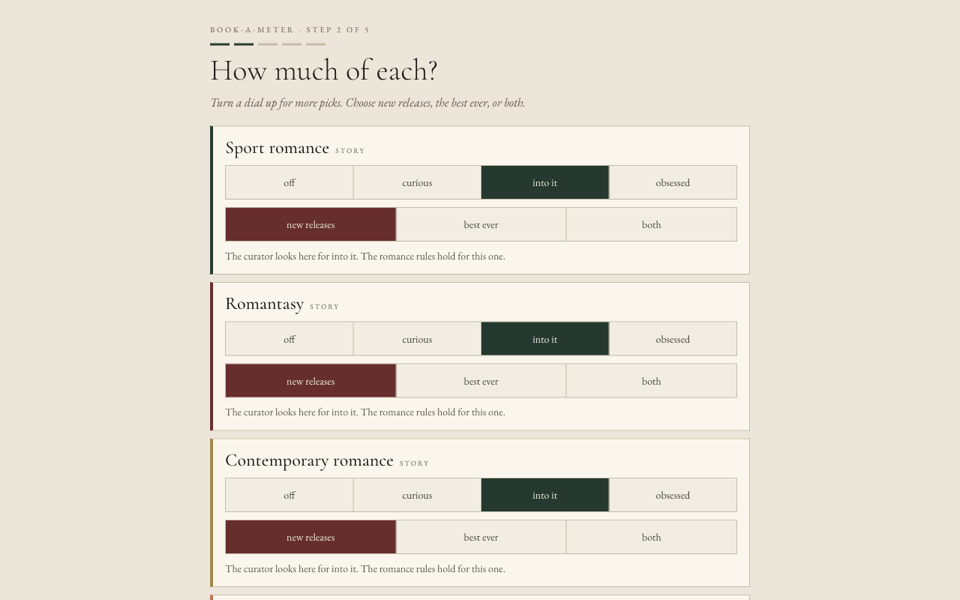 BOOK-A-METER · STEP 2 OF 5
How much of each?
Turn a dial up for more picks. Choose new releases, the best ever, or both.
Sport romance STORY
off curious into it obsessed
new releases best ever both
The curator looks here for into it. The romance rules hold for this one.
Romantasy STORY
off curious into it obsessed
new releases best ever both
The curator looks here for into it. The romance rules hold for this one.
Contemporary romance STORY
off curious into it obsessed
new releases best ever both
The curator looks here for into it. The romance rules hold for this one.